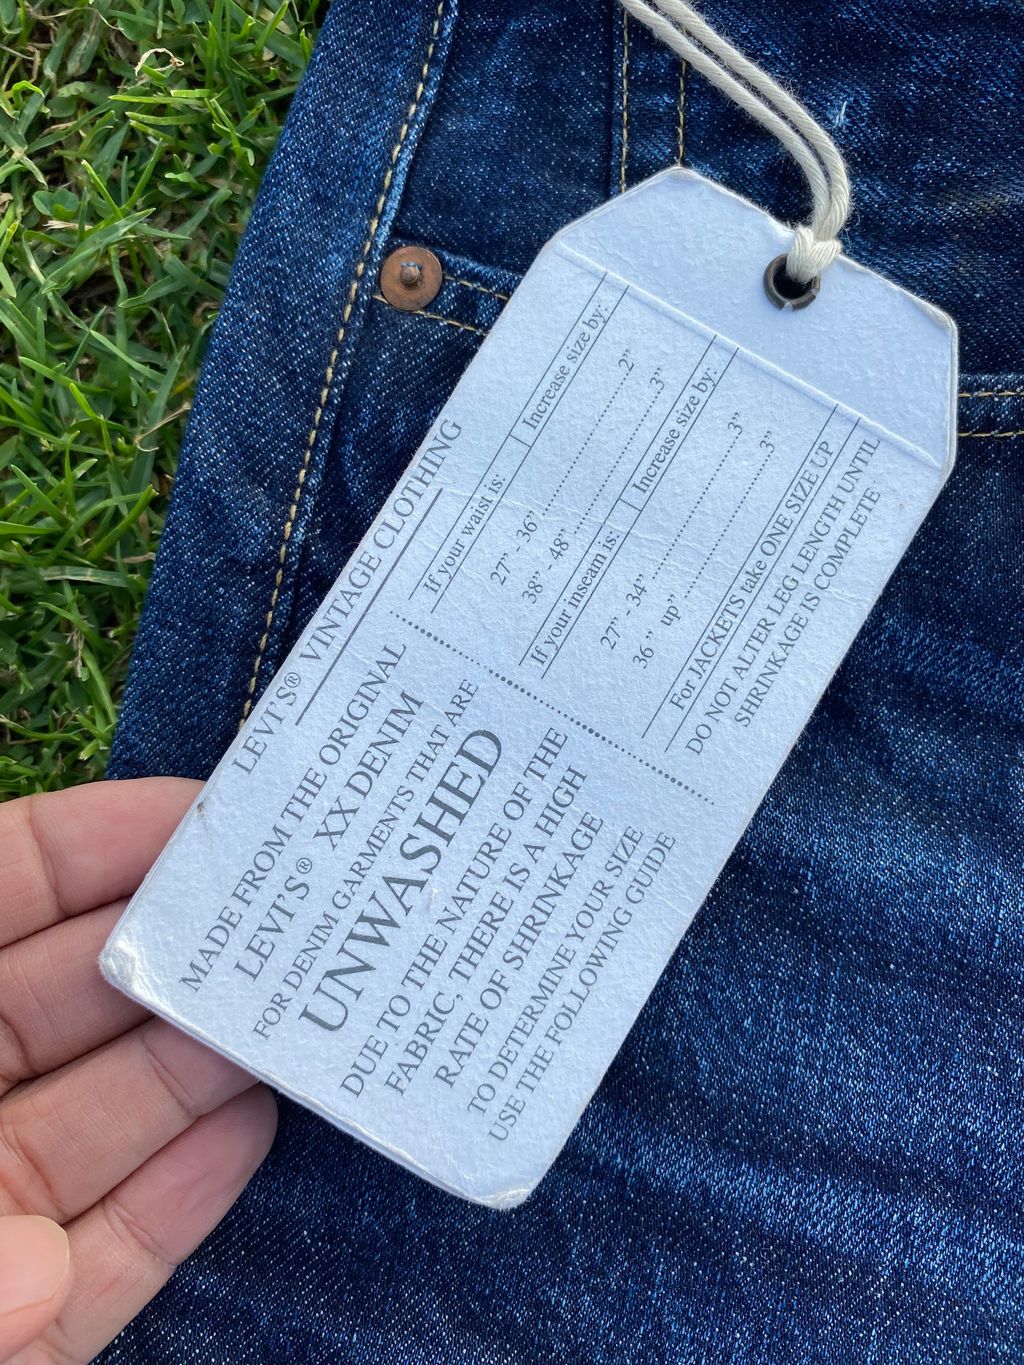 LEVI'S® VINTAGE CLOTHING
MADE FROM THE ORIGINAL
LEVI'S® XX DENIM
FOR DENIM GARMENTS THAT ARE
UNWASHED
DUE TO THE NATURE OF THE
FABRIC, THERE IS A HIGH
RATE OF SHRINKAGE
TO DETERMINE YOUR SIZE
USE THE FOLLOWING GUIDE
If your waist is: Increase size by:
27” - 36” 2”
38” - 48” 3”
If your inseam is: Increase size by:
27” - 34” 3”
36” up” 3”
For JACKETS take ONE SIZE UP
DO NOT ALTER LEG LENGTH UNTIL
SHRINKAGE IS COMPLETE